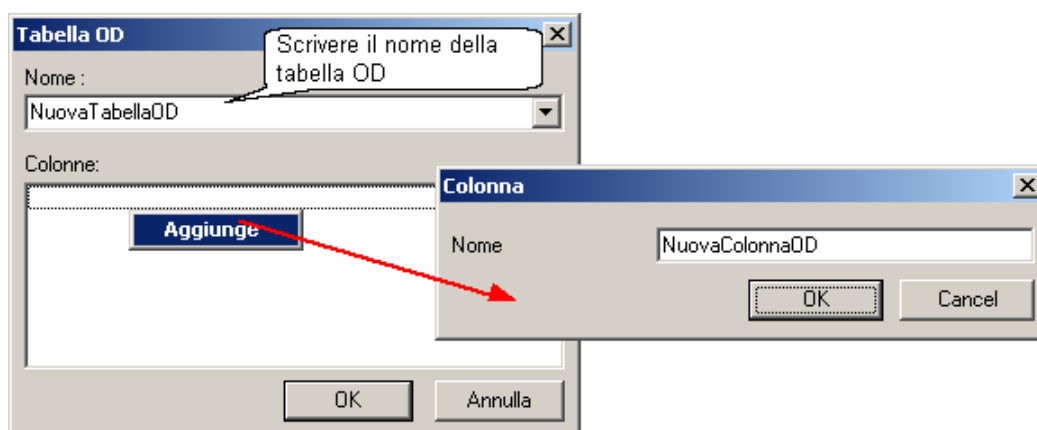 Tabella OD
Scrivere il nome della
tabella OD
Nome :
NuovaTabellaOD
Colonne:
Aggiunge
OK
Annulla
Colonna
Nome
NuovaColonnaOD
OK
Cancel